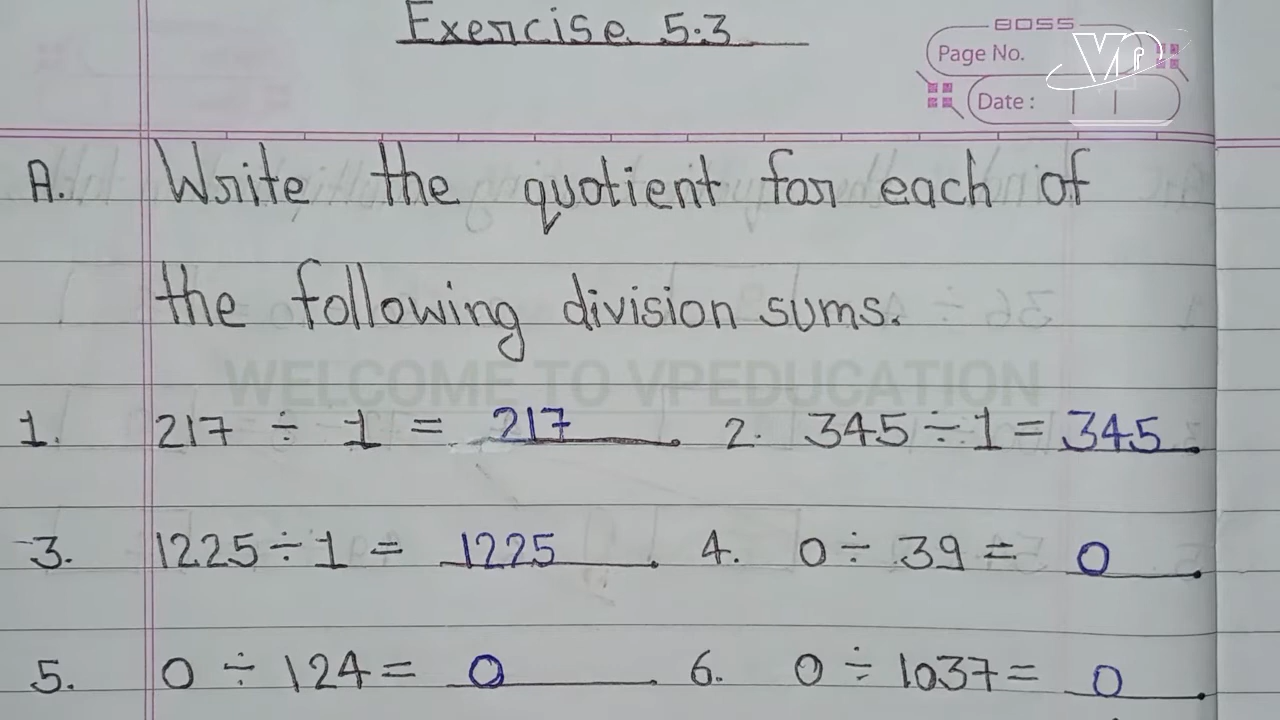 Exercise 5.3
BOSS
Page No.
VP
Date :
A. Write the quotient for each of
the following division sums.
WELCOME TO VPEDUCATION
1. 217 ÷ 1 = 217. 2. 345 ÷ 1 = 345.
3. 1225 ÷ 1 = 1225. 4. 0 ÷ 39 = 0.
5. 0 ÷ 124 = 0. 6. 0 ÷ 1037 = 0.